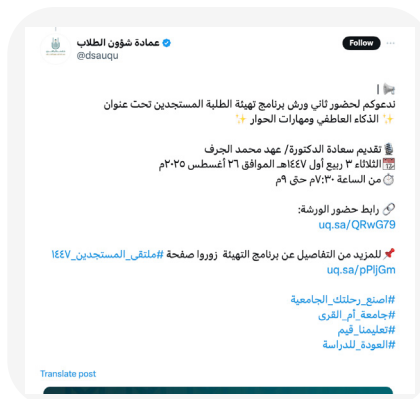 عمادة شؤون الطلاب
@dsauqu
Follow
|
ندعوكم لحضور ثاني ورش برنامج تهيئة الطلبة المستجدين تحت عنوان
✨ الذكاء العاطفي ومهارات الحوار ✨
🎙️ تقديم سعادة الدكتورة/ عهد محمد الجرف
📆 الثلاثاء ٣ ربيع أول ١٤٤٧هـ الموافق ٢٦ أغسطس ٢٠٢٥م
⏱️ من الساعة ٧:٣٠م حتى ٩م
🔗 رابط حضور الورشة:
uq.sa/QRwG79
📌 للمزيد من التفاصيل عن برنامج التهيئة زوروا صفحة #ملتقى_المستجدين_١٤٤٧
uq.sa/pPljGm
#اصنع_رحلتك_الجامعية
#جامعة_أم_القرى
#تعليمنا_قيم
#العودة_للدراسة
Translate post